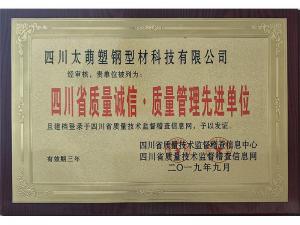 四川太萌塑钢型材科技有限公司
经审核，贵单位被列为：
四川省质量诚信·质量管理先进单位
且建档登录于四川省质量技术监督稽查信息网，予以发证。
四川省质量技术监督稽查信息中心
有效期三年
四川省质量技术监督稽查信息网
二〇一九年九月